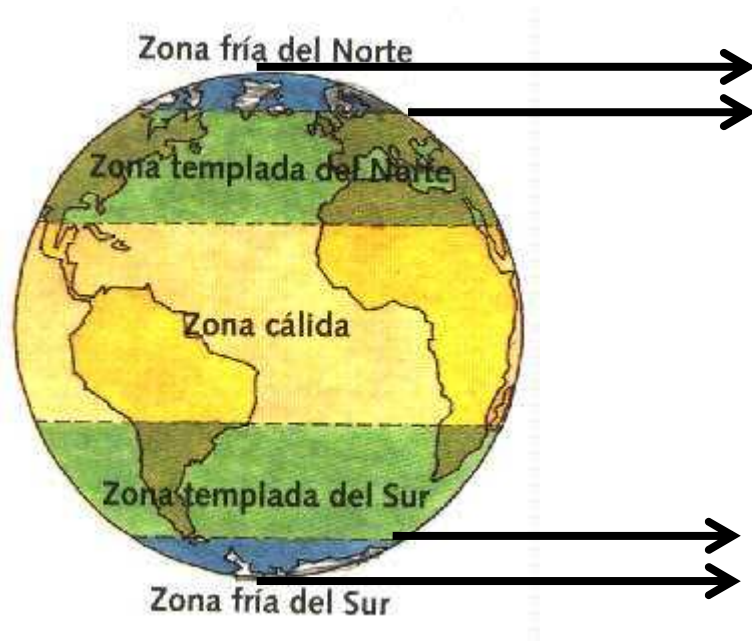 Zona fría del Norte
Zona templada del Norte
Zona cálida
Zona templada del Sur
Zona fría del Sur